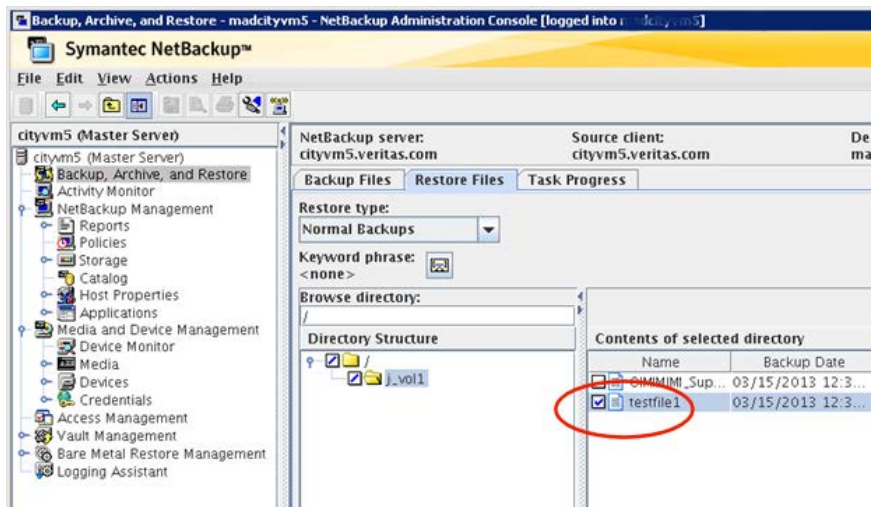 Backup, Archive, and Restore - madcityvm5 - NetBackup Administration Console [logged into
Symantec NetBackup™
File Edit View Actions Help
cityvm5 (Master Server)
cityvm5 (Master Server)
Backup, Archive, and Restore
Activity Monitor
NetBackup Management
Reports
Policies
Storage
Catalog
Host Properties
Applications
Media and Device Management
Device Monitor
Media
Devices
Credentials
Access Management
Vault Management
Bare Metal Restore Management
Logging Assistant
NetBackup server: Source client: De
cityvm5.veritas.com cityvm5.veritas.com ma
Backup Files Restore Files Task Progress
Restore type:
Normal Backups
Keyword phrase:
<none>
Browse directory:
/
Directory Structure
/
j_vol1
Contents of selected directory
Name Backup Date
03/15/2013 12:3...
testfile1 03/15/2013 12:3...